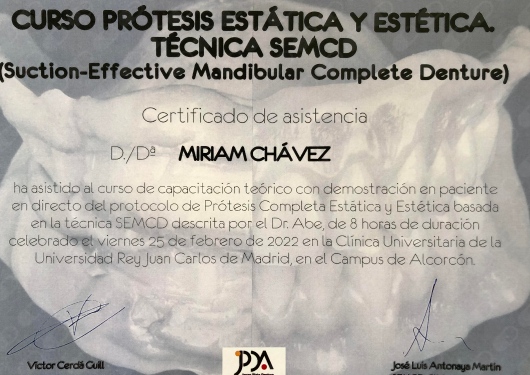 CURSO PRÓTESIS ESTÁTICA Y ESTÉTICA.
TÉCNICA SEMCD
(Suction-Effective Mandibular Complete Denture)
Certificado de asistencia
D./Dª MIRIAM CHÁVEZ
ha asistido al curso de capacitación teórico con demostración en paciente
en directo del protocolo de Prótesis Completa Estática y Estética basada
en la técnica SEMCD descrita por el Dr. Abe, de 8 horas de duración
celebrado el viernes 25 de febrero de 2022 en la Clínica Universitaria de la
Universidad Rey Juan Carlos de Madrid, en el Campus de Alcorcón.
Víctor Cerdá Guill
JPDA
José Luis Antonaya Martin